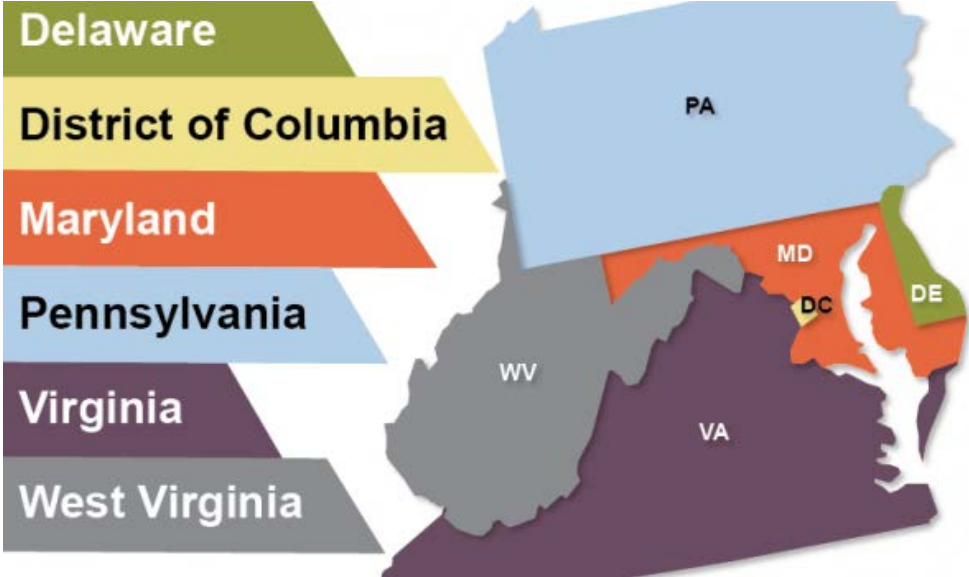 Delaware
District of Columbia
Maryland
Pennsylvania
Virginia
West Virginia
PA
MD
DE
DC
WV
VA